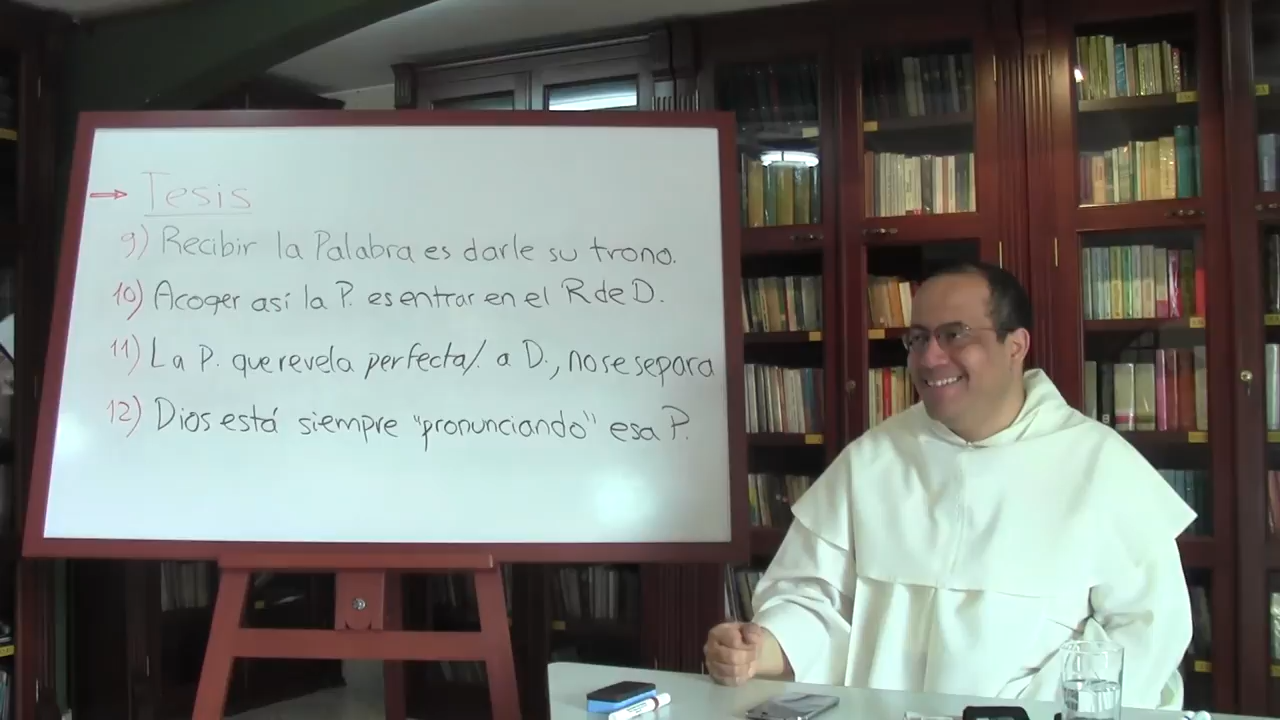 Tesis
9) Recibir la Palabra es darle su trono.
10) Acoger así la P. es entrar en el R de D.
11) La P. que revela perfecta/. a D., no se separa
12) Dios está siempre "pronunciando" esa P.